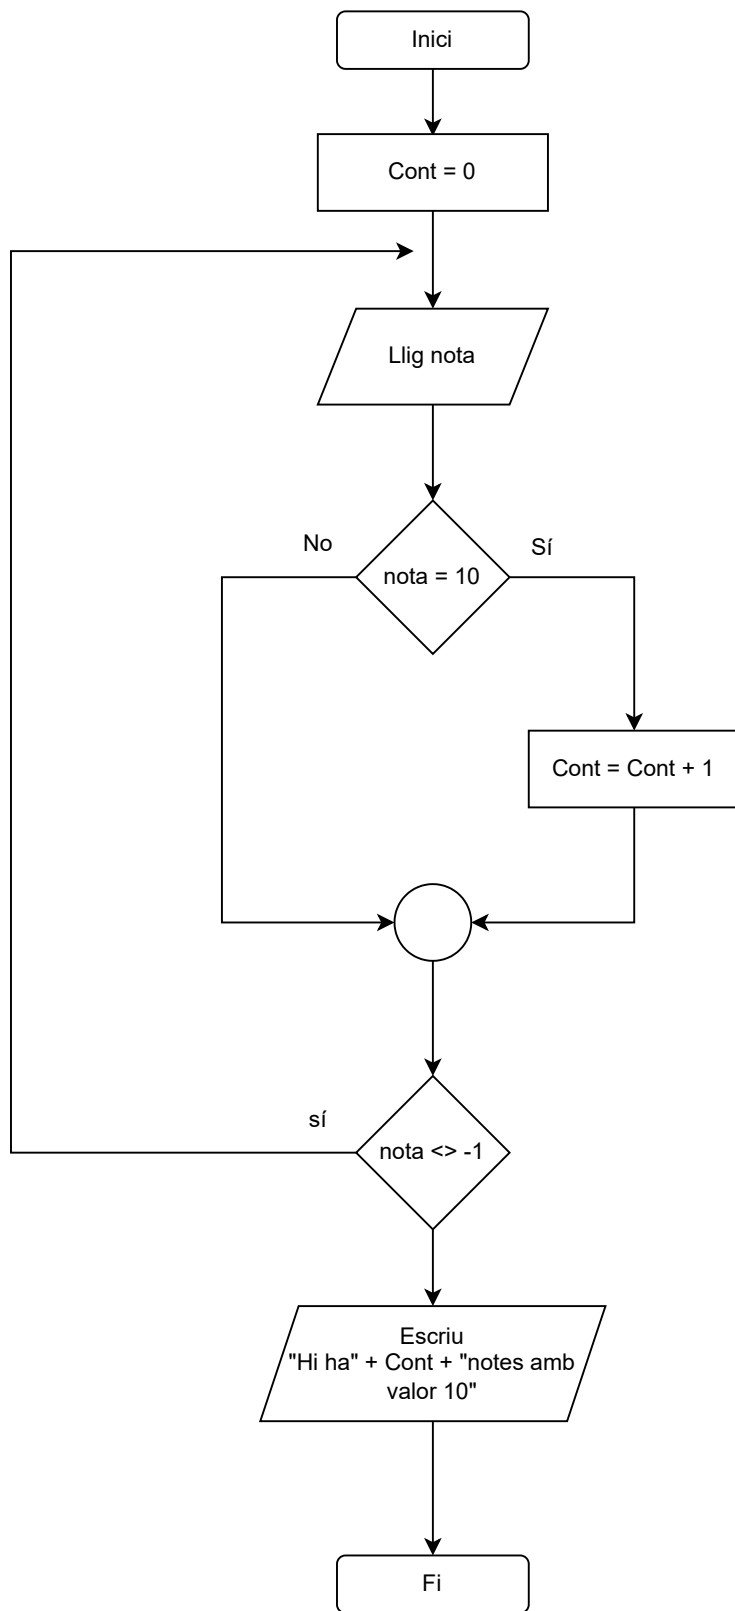 Inici
Cont = 0
Llig nota
No
Sí
nota = 10
Cont = Cont + 1
sí
nota <> -1
Escriu
"Hi ha" + Cont + "notes amb
valor 10"
Fi